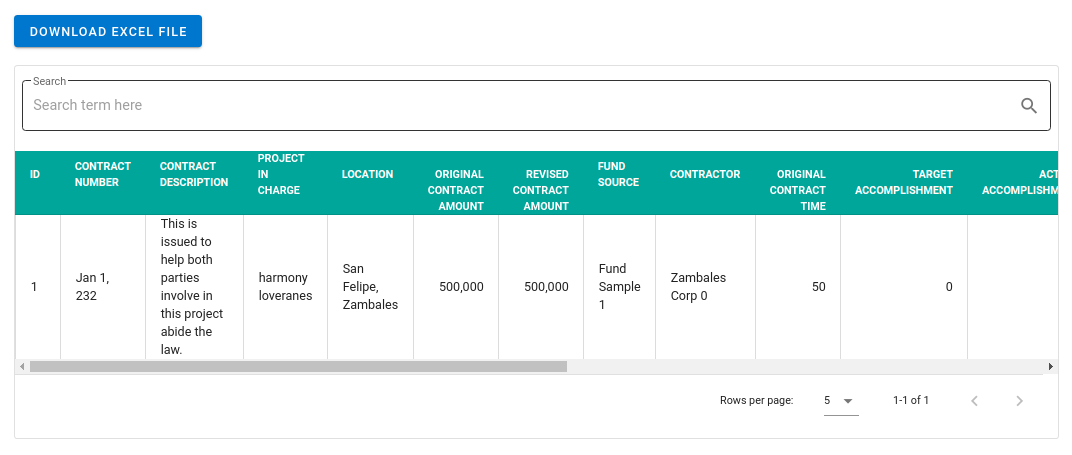 DOWNLOAD EXCEL FILE
Search
Search term here
ID
CONTRACT
NUMBER
CONTRACT
DESCRIPTION
PROJECT
IN
CHARGE
LOCATION
ORIGINAL
CONTRACT
AMOUNT
REVISED
CONTRACT
AMOUNT
FUND
SOURCE
CONTRACTOR
ORIGINAL
CONTRACT
TIME
TARGET
ACCOMPLISHMENT
ACT
ACCOMPLISHM
1
Jan 1,
232
This is
issued to
help both
parties
involve in
this project
abide the
law.
harmony
loveranes
San
Felipe,
Zambales
500,000
500,000
Fund
Sample
1
Zambales
Corp 0
50
0
Rows per page: 5 1-1 of 1